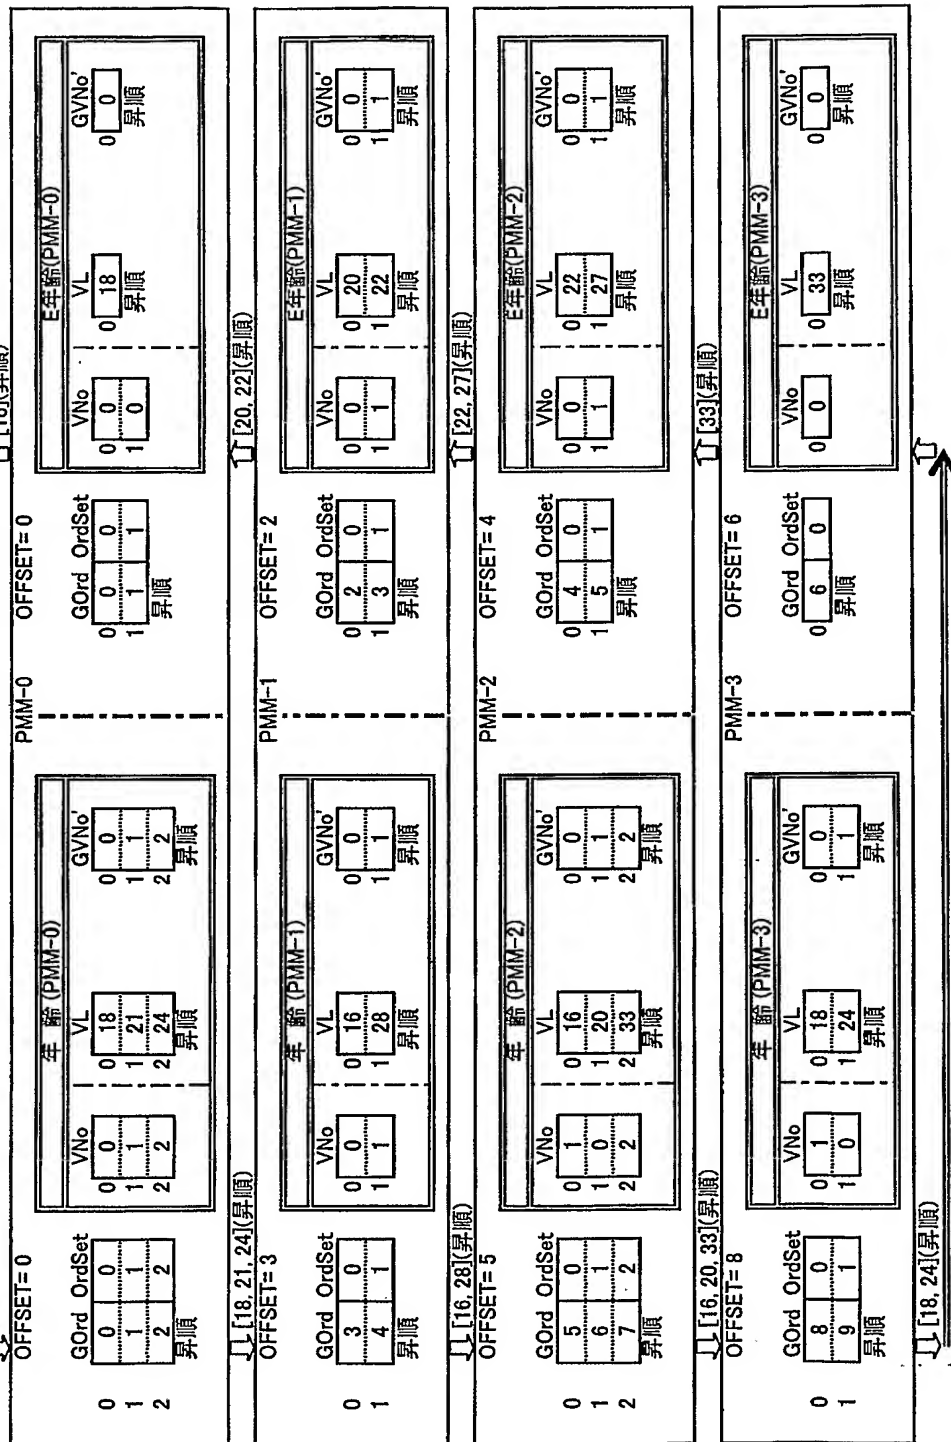 OFFSET= 0 PMM-0 OFFSET= 0
年 齢 (PMM-0) E年齢(PMM-0)
GOrd OrdSet VNo VL GVNo' GOrd OrdSet VNo VL GVNo'
0 0 0 0 0 0 18 0 0 0 0 0 0 0 0 18 0 0
1 1 1 1 1 1 21 1 1 1 1 1 1 0
2 2 2 2 2 2 24 2 2
昇順 昇順 昇順 昇順 昇順 昇順
[18, 21, 24](昇順) [20, 22](昇順)
OFFSET= 3 PMM-1 OFFSET= 2
年 齢 (PMM-1) E年齢(PMM-1)
GOrd OrdSet VNo VL GVNo' GOrd OrdSet VNo VL GVNo'
0 3 0 0 0 0 16 0 0 0 2 0 0 0 0 20 0 0
1 4 1 1 1 1 28 1 1 1 3 1 1 1 1 22 1 1
昇順 昇順 昇順 昇順 昇順 昇順
[16, 28](昇順) [22, 27](昇順)
OFFSET= 5 PMM-2 OFFSET= 4
年 齢 (PMM-2) E年齢(PMM-2)
GOrd OrdSet VNo VL GVNo' GOrd OrdSet VNo VL GVNo'
0 5 0 0 1 0 16 0 0 0 4 0 0 0 0 22 0 0
1 6 1 1 0 1 20 1 1 1 5 1 1 1 1 27 1 1
2 7 2 2 2 2 33 2 2
昇順 昇順 昇順 昇順 昇順 昇順
[16, 20, 33](昇順) [33](昇順)
OFFSET= 8 PMM-3 OFFSET= 6
年 齢 (PMM-3) E年齢(PMM-3)
GOrd OrdSet VNo VL GVNo' GOrd OrdSet VNo VL GVNo'
0 8 0 0 1 0 18 0 0 0 6 0 0 0 0 33 0 0
1 9 1 1 0 1 24 1 1
昇順 昇順 昇順 昇順 昇順 昇順
[18, 24](昇順)